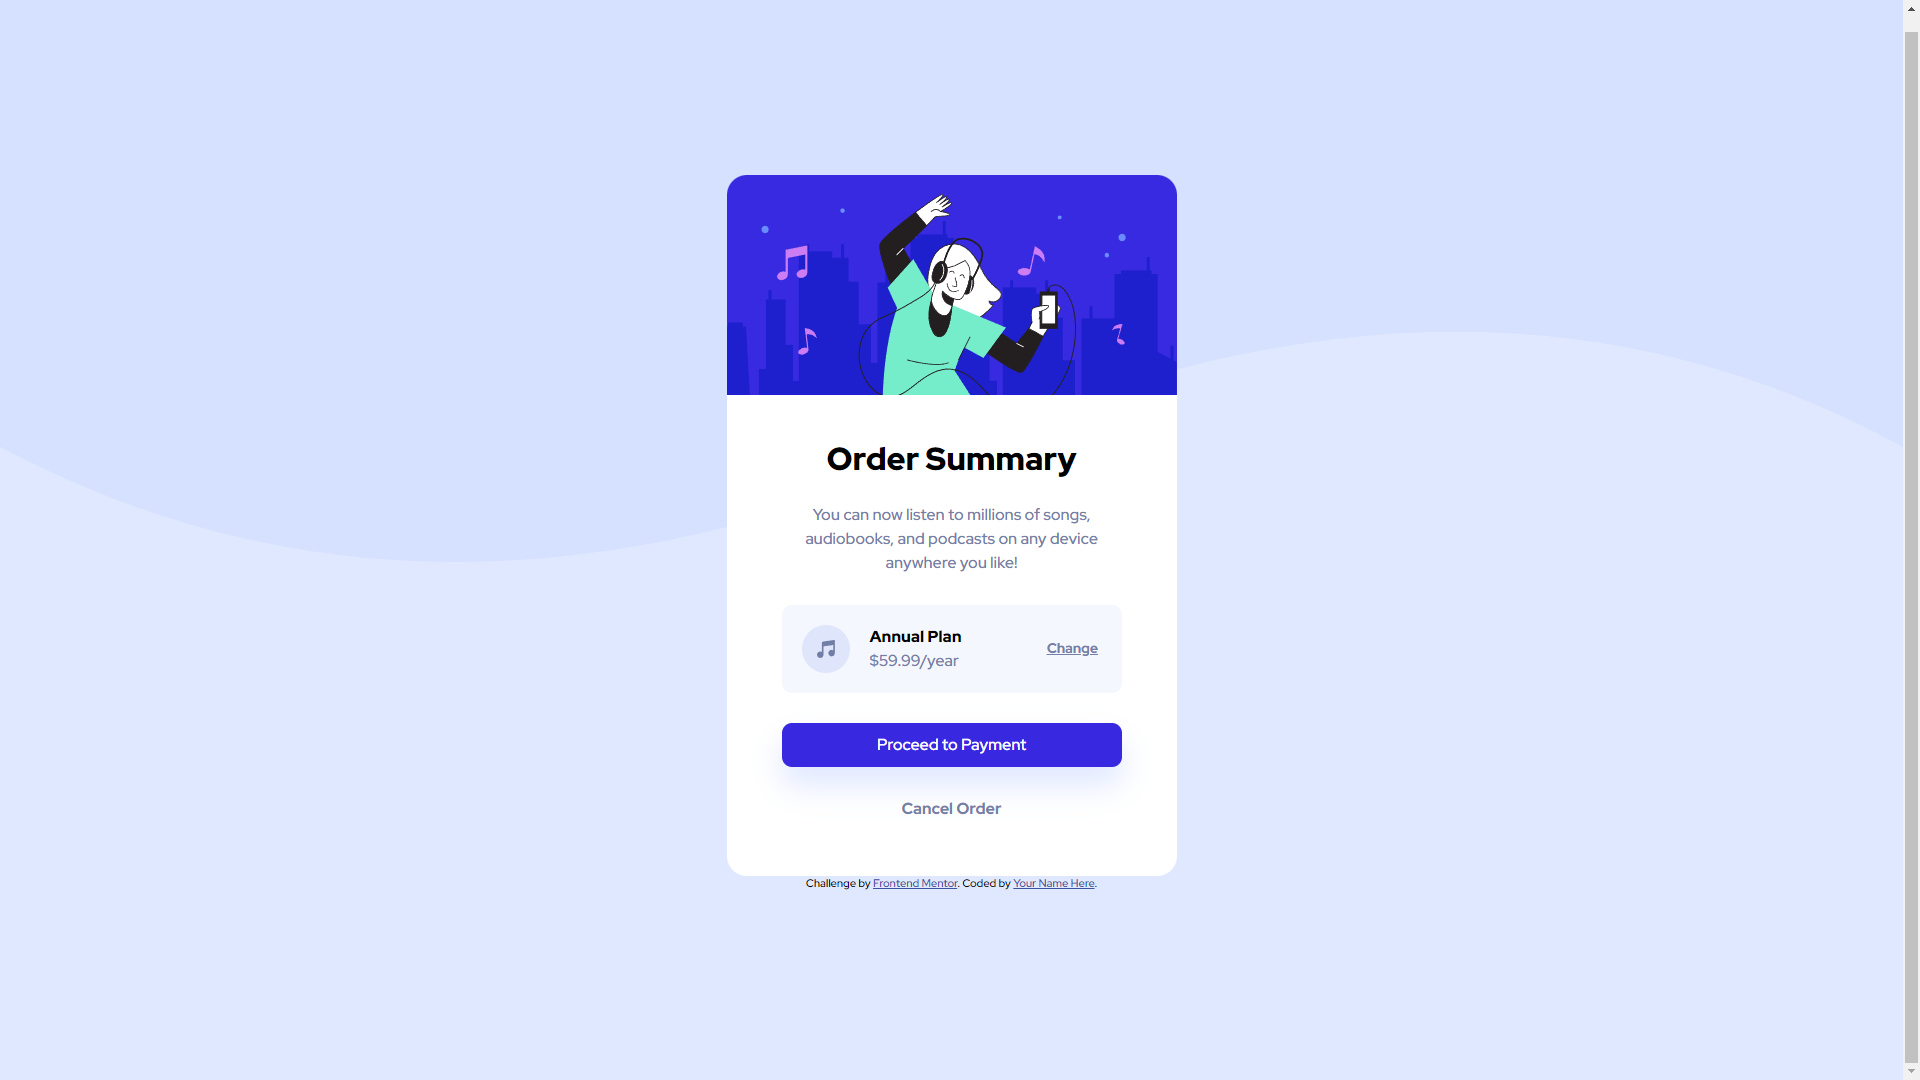 Order Summary
You can now listen to millions of songs,
audiobooks, and podcasts on any device
anywhere you like!
Annual Plan
$59.99/year
Change
Proceed to Payment
Cancel Order
Challenge by Frontend Mentor. Coded by Your Name Here.